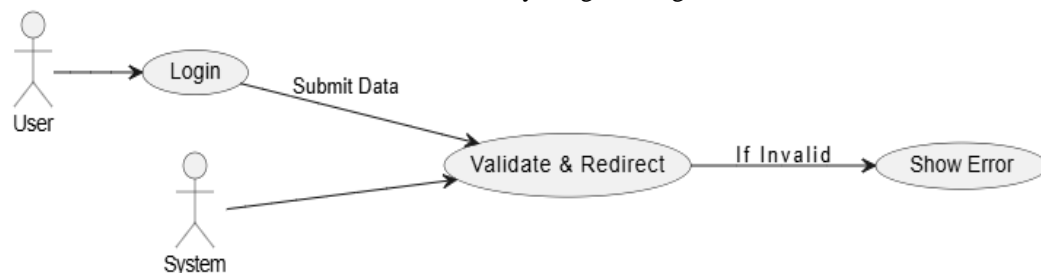 User
Login
Submit Data
Validate & Redirect
If Invalid
Show Error
System